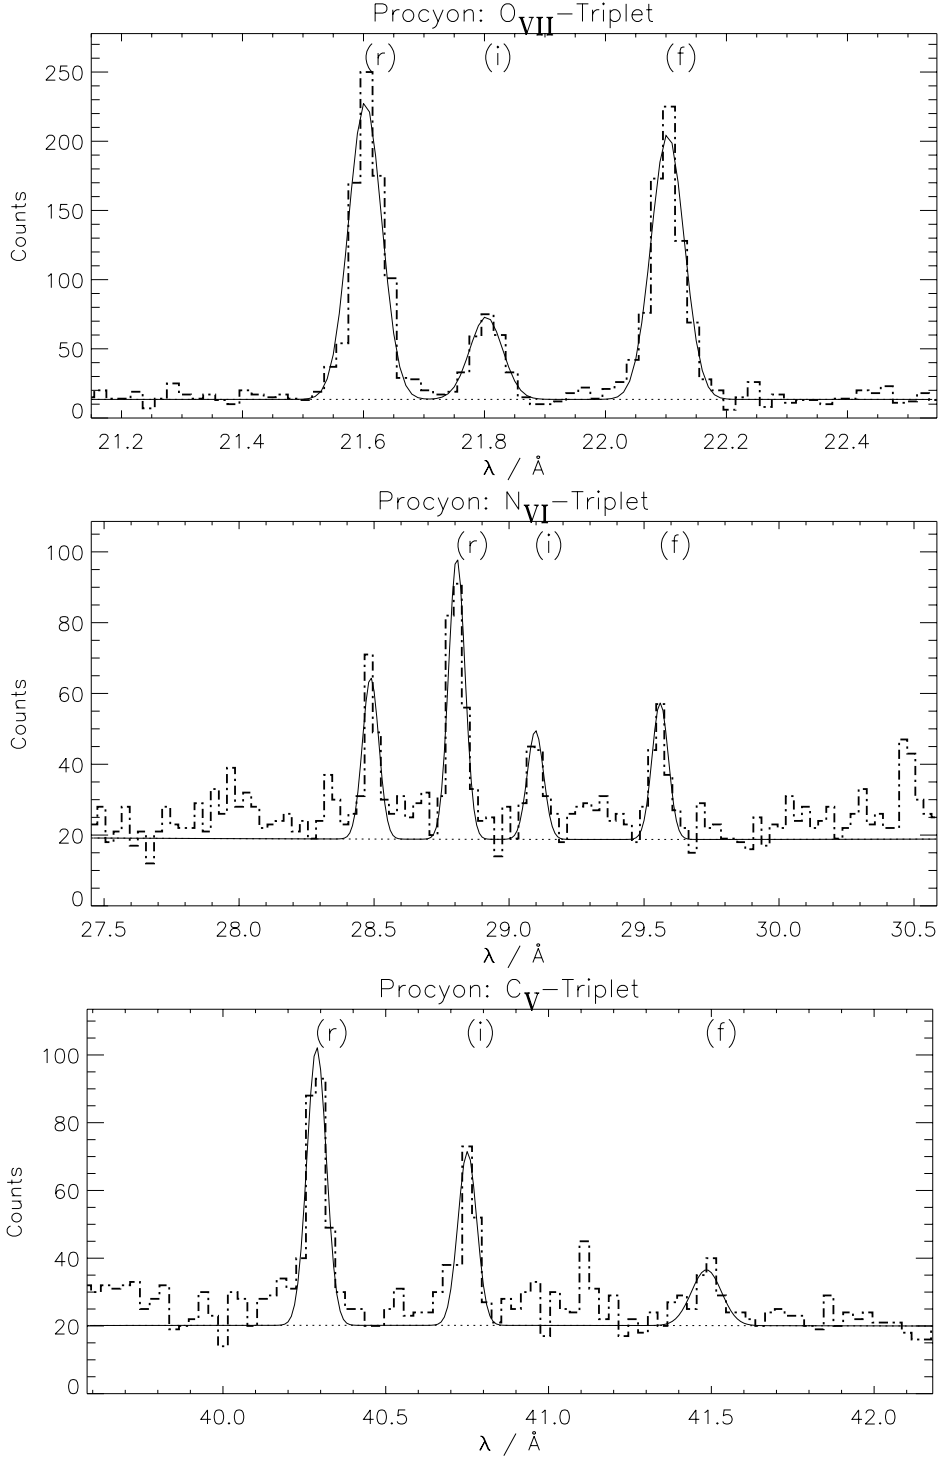 Procyon: OVII−Triplet
(r) (i) (f)
250
200
150
100
50
0
Counts
21.2 21.4 21.6 21.8 22.0 22.2 22.4
λ / Å
Procyon: NVI−Triplet
(r) (i) (f)
100
80
60
40
20
0
Counts
27.5 28.0 28.5 29.0 29.5 30.0 30.5
λ / Å
Procyon: CV−Triplet
(r) (i) (f)
100
80
60
40
20
0
Counts
40.0 40.5 41.0 41.5 42.0
λ / Å